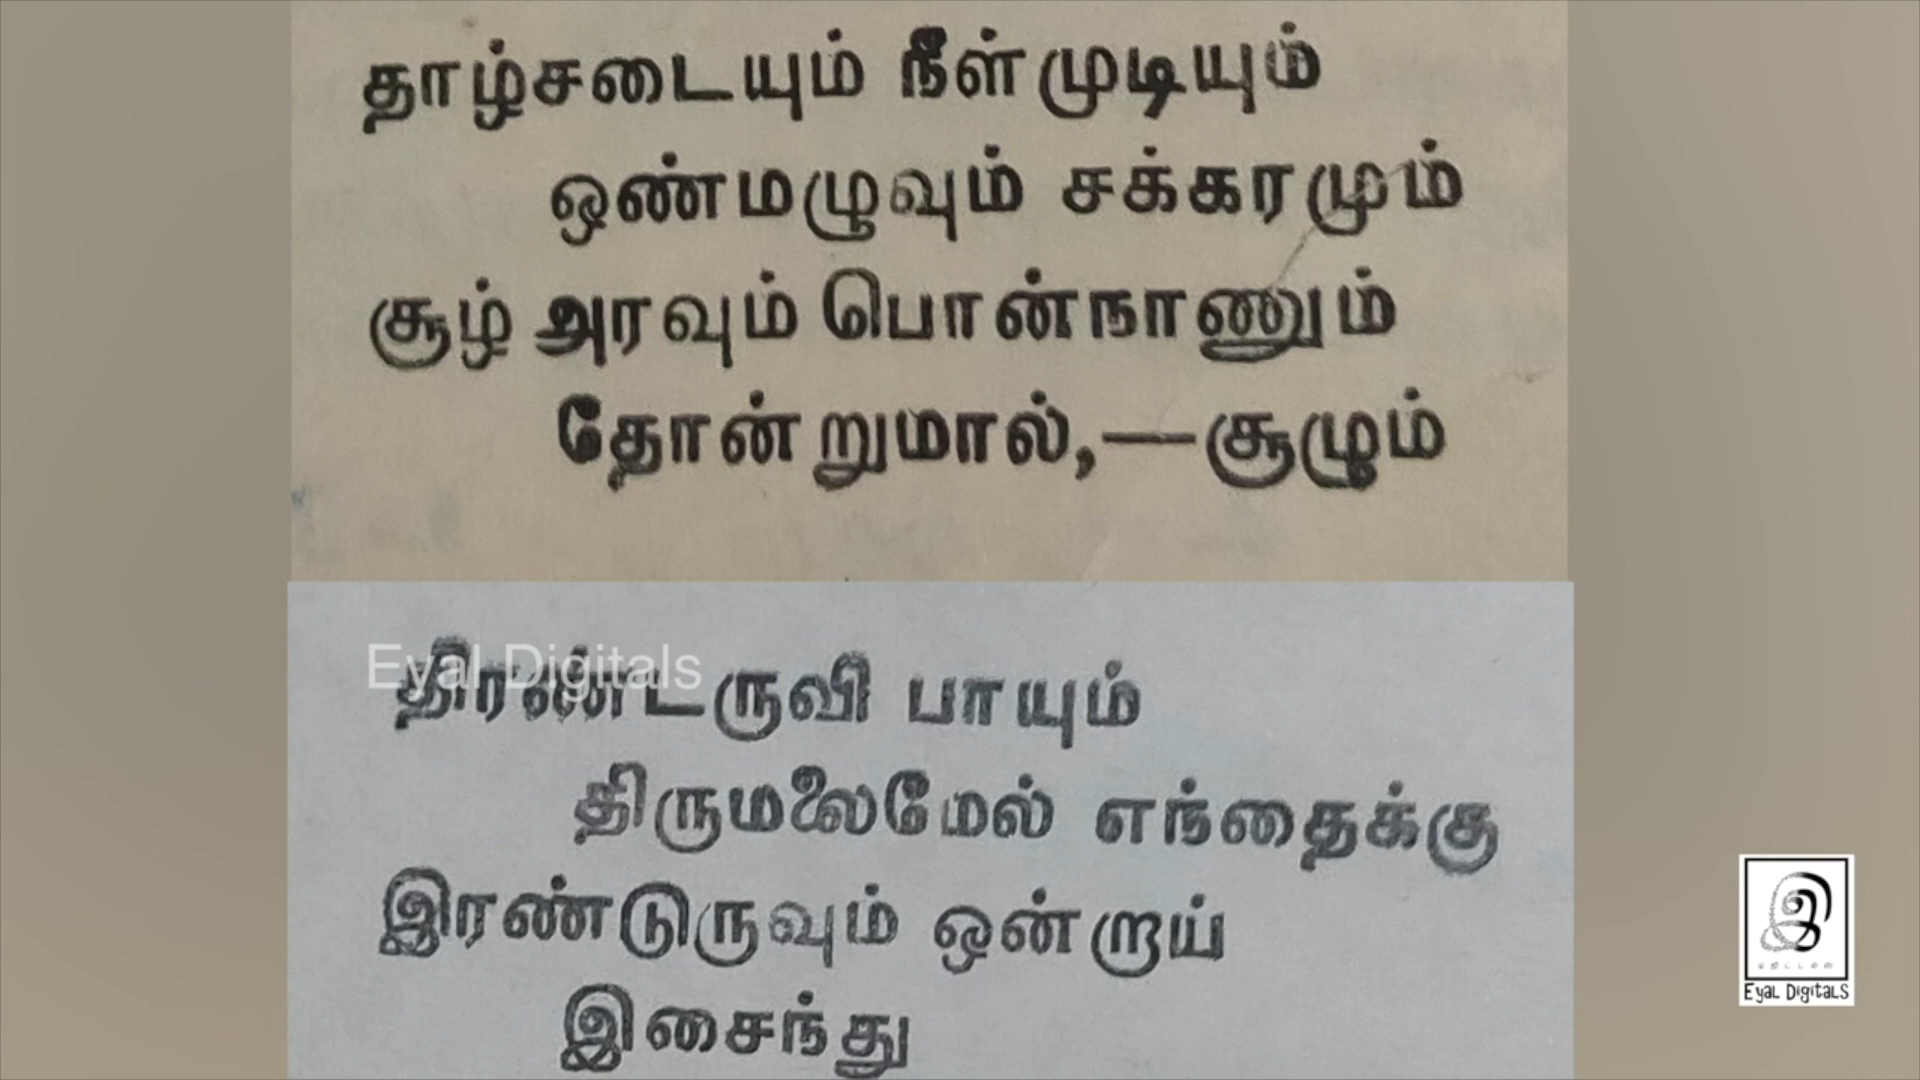 தாழ்சடையும் நீள்முடியும்
ஒண்மழுவும் சக்கரமும்
சூழ் அரவும் பொன்நாணும்
தோன்றுமால்,—சூழும்
Eyal Digitals
திரண்டருவி பாயும்
திருமலைமேல் எந்தைக்கு
இரண்டுருவும் ஒன்றாய்
இசைந்து
Eyal Digitals